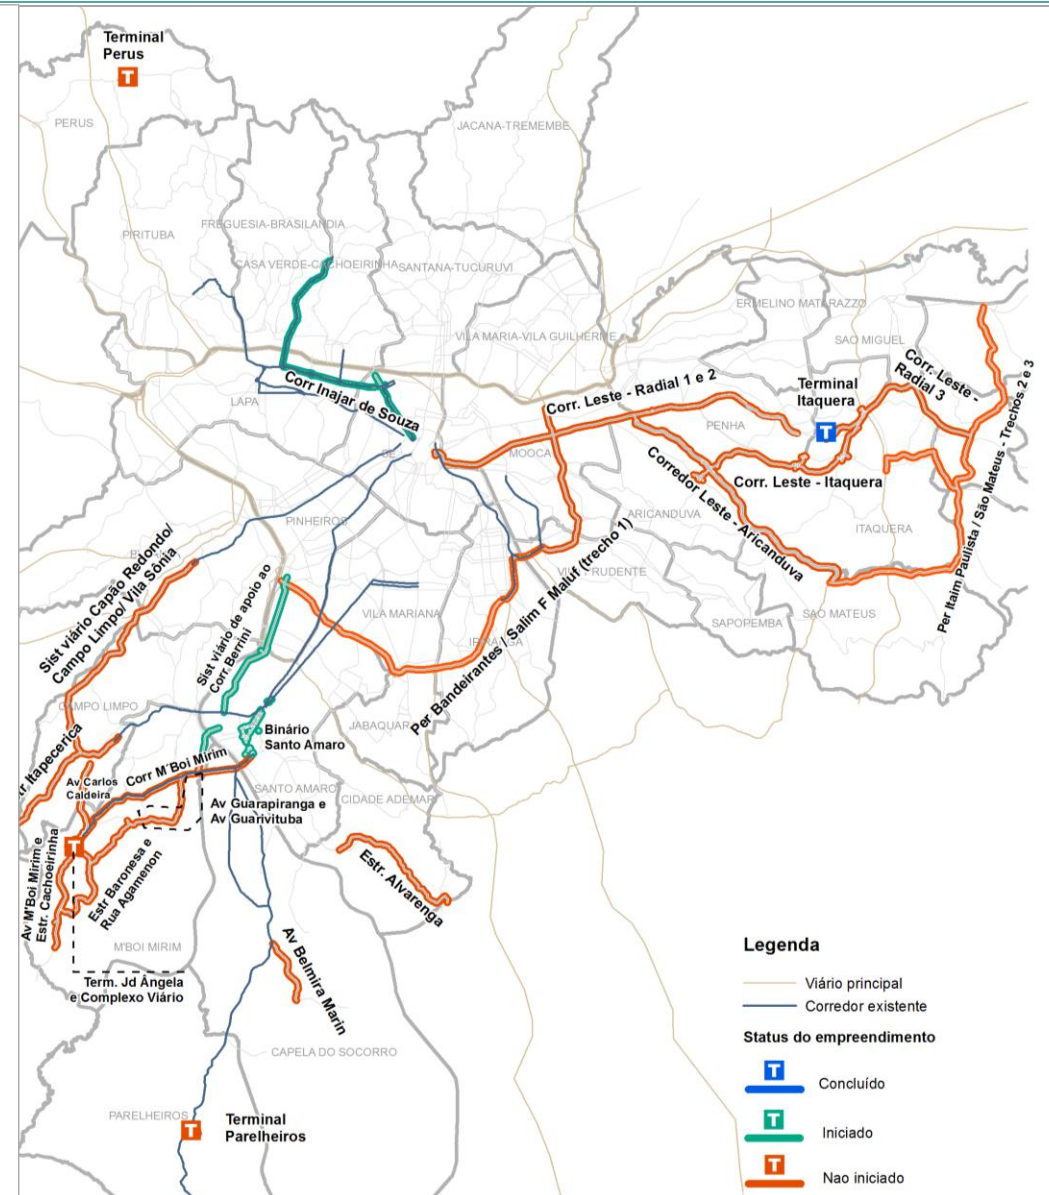 Terminal
Perus
PERUS
JACANA-TREMEMBE
PIRITUBA
FREGUESIA-BRASILANDIA
CASA VERDE-CACHOEIRINHA
SANTANA-TUCURUVI
VILA MARIA-VILA GUILHERME
ERMELINO MATARAZZO
SAO MIGUEL
Corr. Leste -
Radial 3
Corr Inajar de Souza
LAPA
SE
Corr. Leste - Radial 1 e 2
MOOCA
PENHA
Terminal
Itaquera
Corr. Leste - Itaquera
Corredor Leste - Aricanduva
ARICANDUVA
ITAQUERA
Per Itaim Paulista / São Mateus - Trechos 2 e 3
PINHEIROS
Sist viário Capão Redondo/
Campo Limpo/ Vila Sônia
Sist viário de apoio ao
Corr Berrini
VILA MARIANA
Per Bandeirantes \ Salim F Maluf (trecho 1)
SAO MATEUS
SAPOPEMBA
CAMPO LIMPO
Itapecerica
Av Carlos
Caldeira
Corr M´Boi Mirim
Binário
Santo Amaro
JABAQUAR
SANTO AMARO
CIDADE ADEMAR
Av Guarapiranga e
Av Guarivituba
Av M'Boi Mirim e
Estr. Cachoeirinha
Estr Baronesa e
Rua Agamenon
Estr. Alvarenga
M'BOI MIRIM
Term. Jd Ângela
e Complexo Viário
Av Belmira Marin
CAPELA DO SOCORRO
PARELHEIROS
Terminal
Parelheiros
Legenda
Viário principal
Corredor existente
Status do empreendimento
T
Concluído
T
Iniciado
T
Nao iniciado